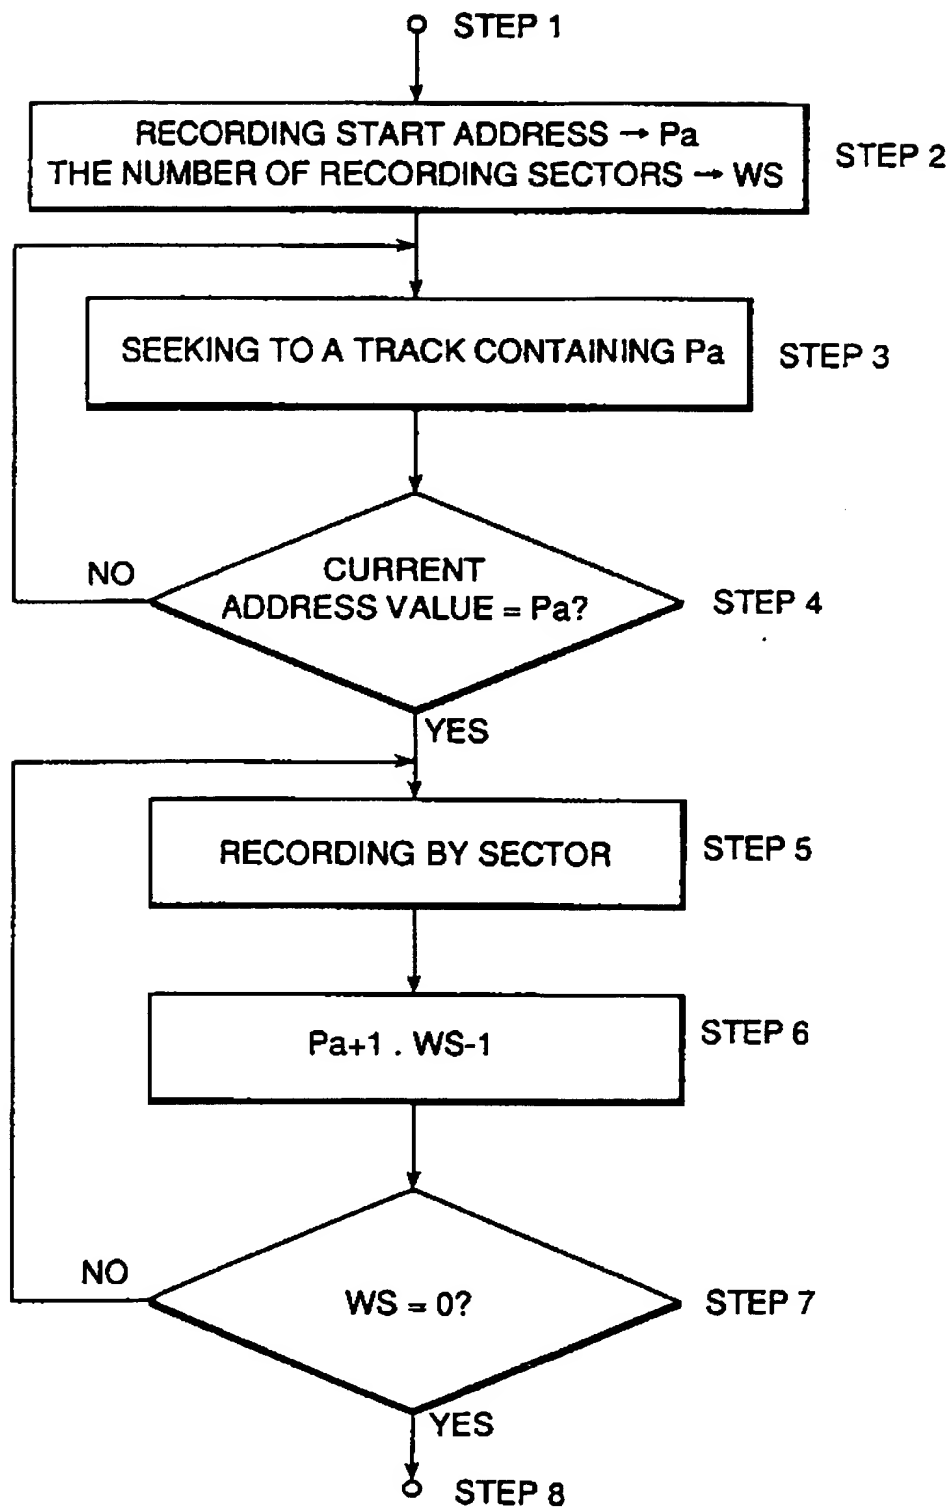 STEP 1
RECORDING START ADDRESS → Pa
THE NUMBER OF RECORDING SECTORS → WS
STEP 2
SEEKING TO A TRACK CONTAINING Pa
STEP 3
CURRENT
ADDRESS VALUE = Pa?
NO
STEP 4
YES
RECORDING BY SECTOR
STEP 5
Pa+1 . WS-1
STEP 6
NO
WS = 0?
STEP 7
YES
STEP 8